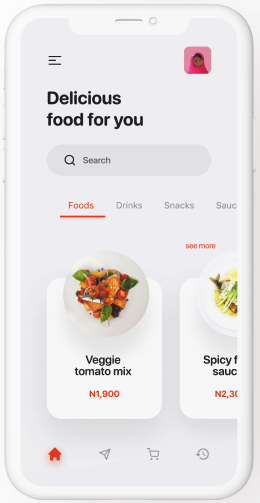 Delicious
food for you
Search
Foods Drinks Snacks Sauc
see more
Veggie
tomato mix
Spicy f
sauc
N1,900
N2,30